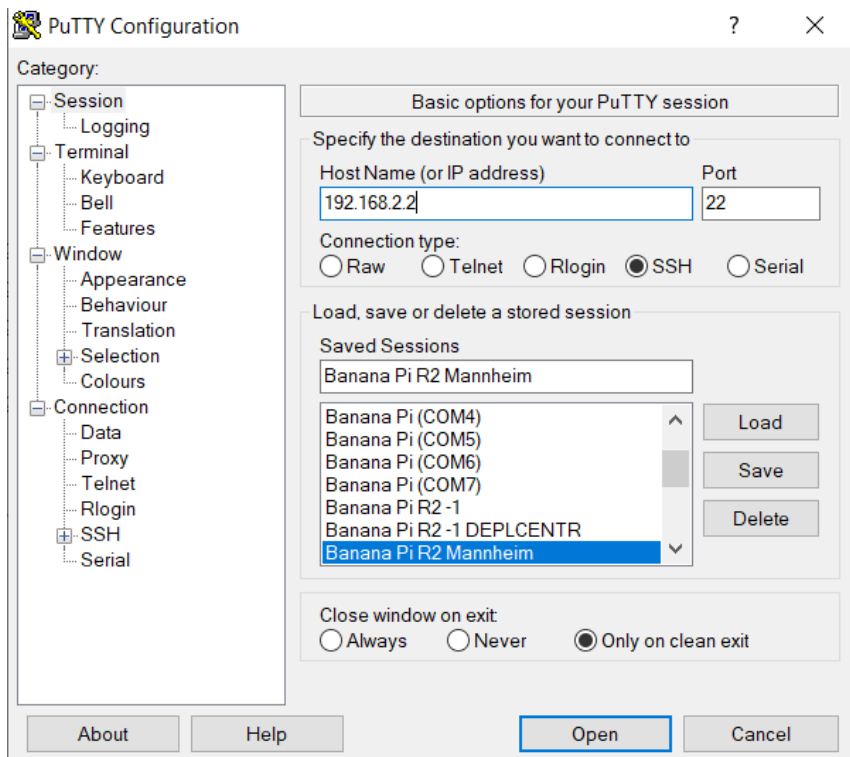 PuTTY Configuration
?
Category:
Session
Logging
Terminal
Keyboard
Bell
Features
Window
Appearance
Behaviour
Translation
Selection
Colours
Connection
Data
Proxy
Telnet
Rlogin
SSH
Serial
Basic options for your PuTTY session
Specify the destination you want to connect to
Host Name (or IP address) Port
192.168.2.2 22
Connection type:
Raw Telnet Rlogin SSH Serial
Load, save or delete a stored session
Saved Sessions
Banana Pi R2 Mannheim
Banana Pi (COM4)
Banana Pi (COM5)
Banana Pi (COM6)
Banana Pi (COM7)
Banana Pi R2 -1
Banana Pi R2 -1 DEPLCENTR
Banana Pi R2 Mannheim
Load
Save
Delete
Close window on exit:
Always Never Only on clean exit
About Help Open Cancel